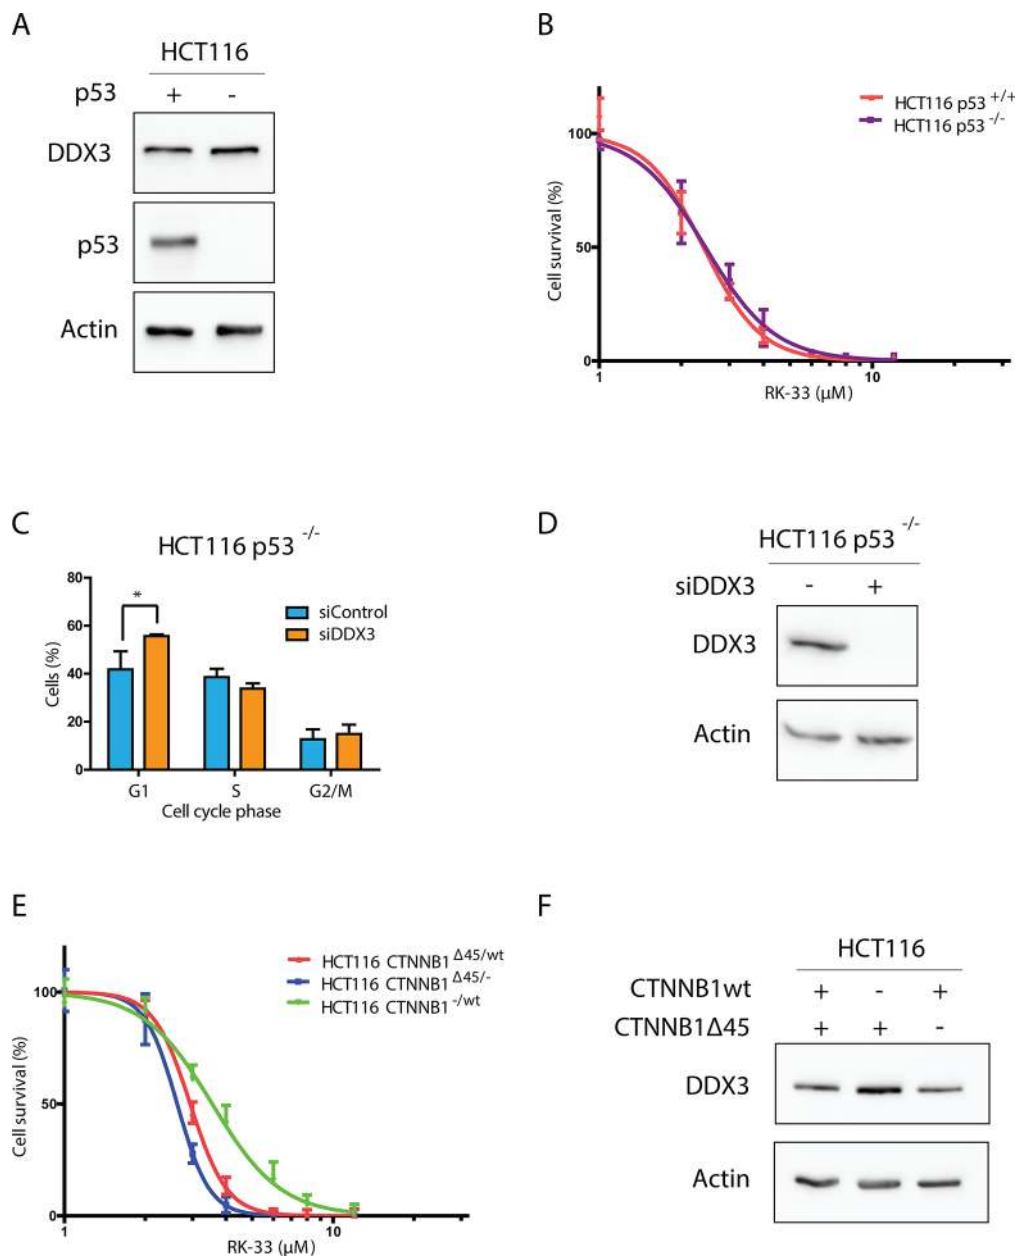 A
HCT116
p53 + -
DDX3
p53
Actin
B
HCT116 p53 +/+
HCT116 p53 -/-
100
50
0
Cell survival (%)
1 10
RK-33 (µM)
C
HCT116 p53 -/-
80
60
40
20
0
Cells (%)
*
siControl
siDDX3
G1 S G2/M
Cell cycle phase
D
HCT116 p53 -/-
siDDX3 - +
DDX3
Actin
E
HCT116 CTNNB1 Δ45/wt
HCT116 CTNNB1 Δ45/-
HCT116 CTNNB1 -/wt
100
50
0
Cell survival (%)
1 10
RK-33 (µM)
F
HCT116
CTNNB1wt + - +
CTNNB1Δ45 + + -
DDX3
Actin